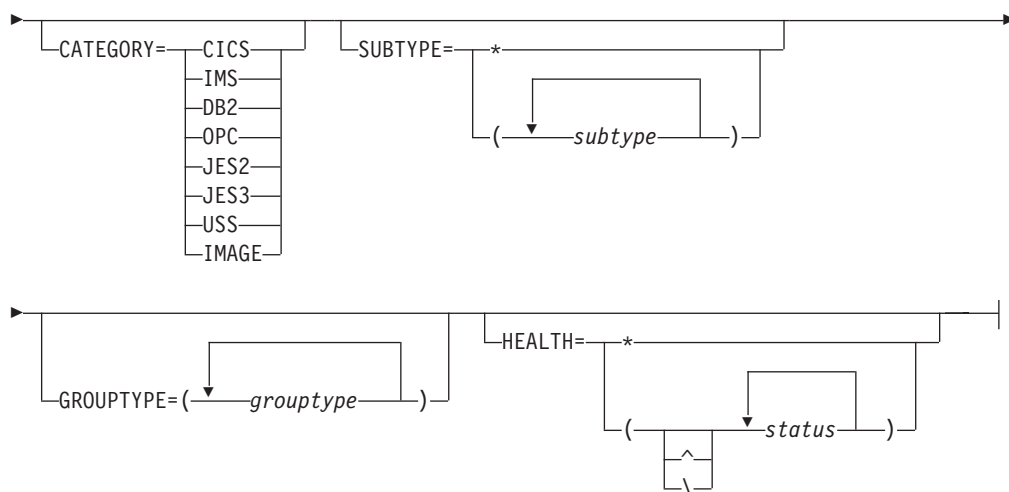 CATEGORY= CICS SUBTYPE= *
IMS
DB2
OPC ( subtype )
JES2
JES3
USS
IMAGE
HEALTH= *
GROUPTYPE=( grouptype )
( status )
^
\